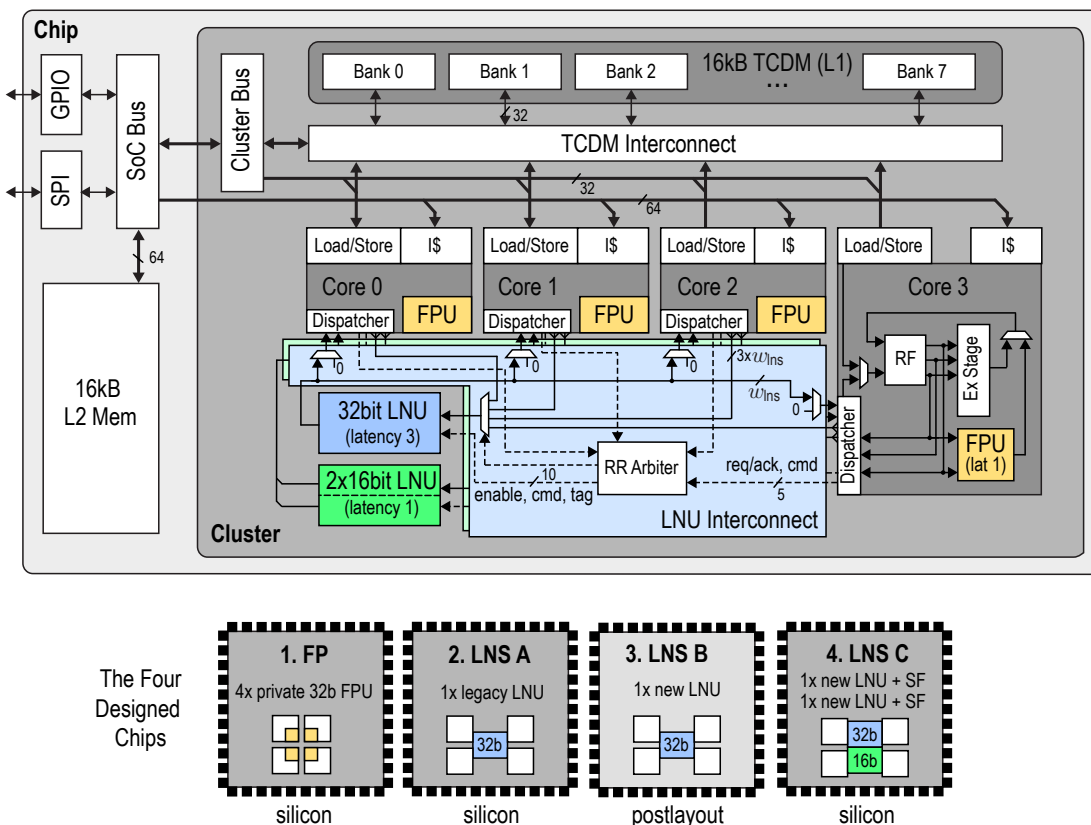 Chip
GPIO
SPI
SoC Bus
64
16kB
L2 Mem
Cluster Bus
Bank 0
Bank 1
Bank 2
16kB TCDM (L1)
...
Bank 7
32
TCDM Interconnect
32
64
Load/Store
I$
Load/Store
I$
Load/Store
I$
Load/Store
I$
Core 0
Core 1
Core 2
Core 3
Dispatcher
FPU
Dispatcher
FPU
Dispatcher
FPU
0
0
0
3x wlns
wlns
0
RF
Ex Stage
Dispatcher
FPU
(lat 1)
32bit LNU
(latency 3)
2x16bit LNU
(latency 1)
RR Arbiter
10
enable, cmd, tag
req/ack, cmd
5
LNU Interconnect
Cluster
The Four
Designed
Chips
1. FP
4x private 32b FPU
silicon
2. LNS A
1x legacy LNU
32b
silicon
3. LNS B
1x new LNU
32b
postlayout
4. LNS C
1x new LNU + SF
1x new LNU + SF
32b
16b
silicon